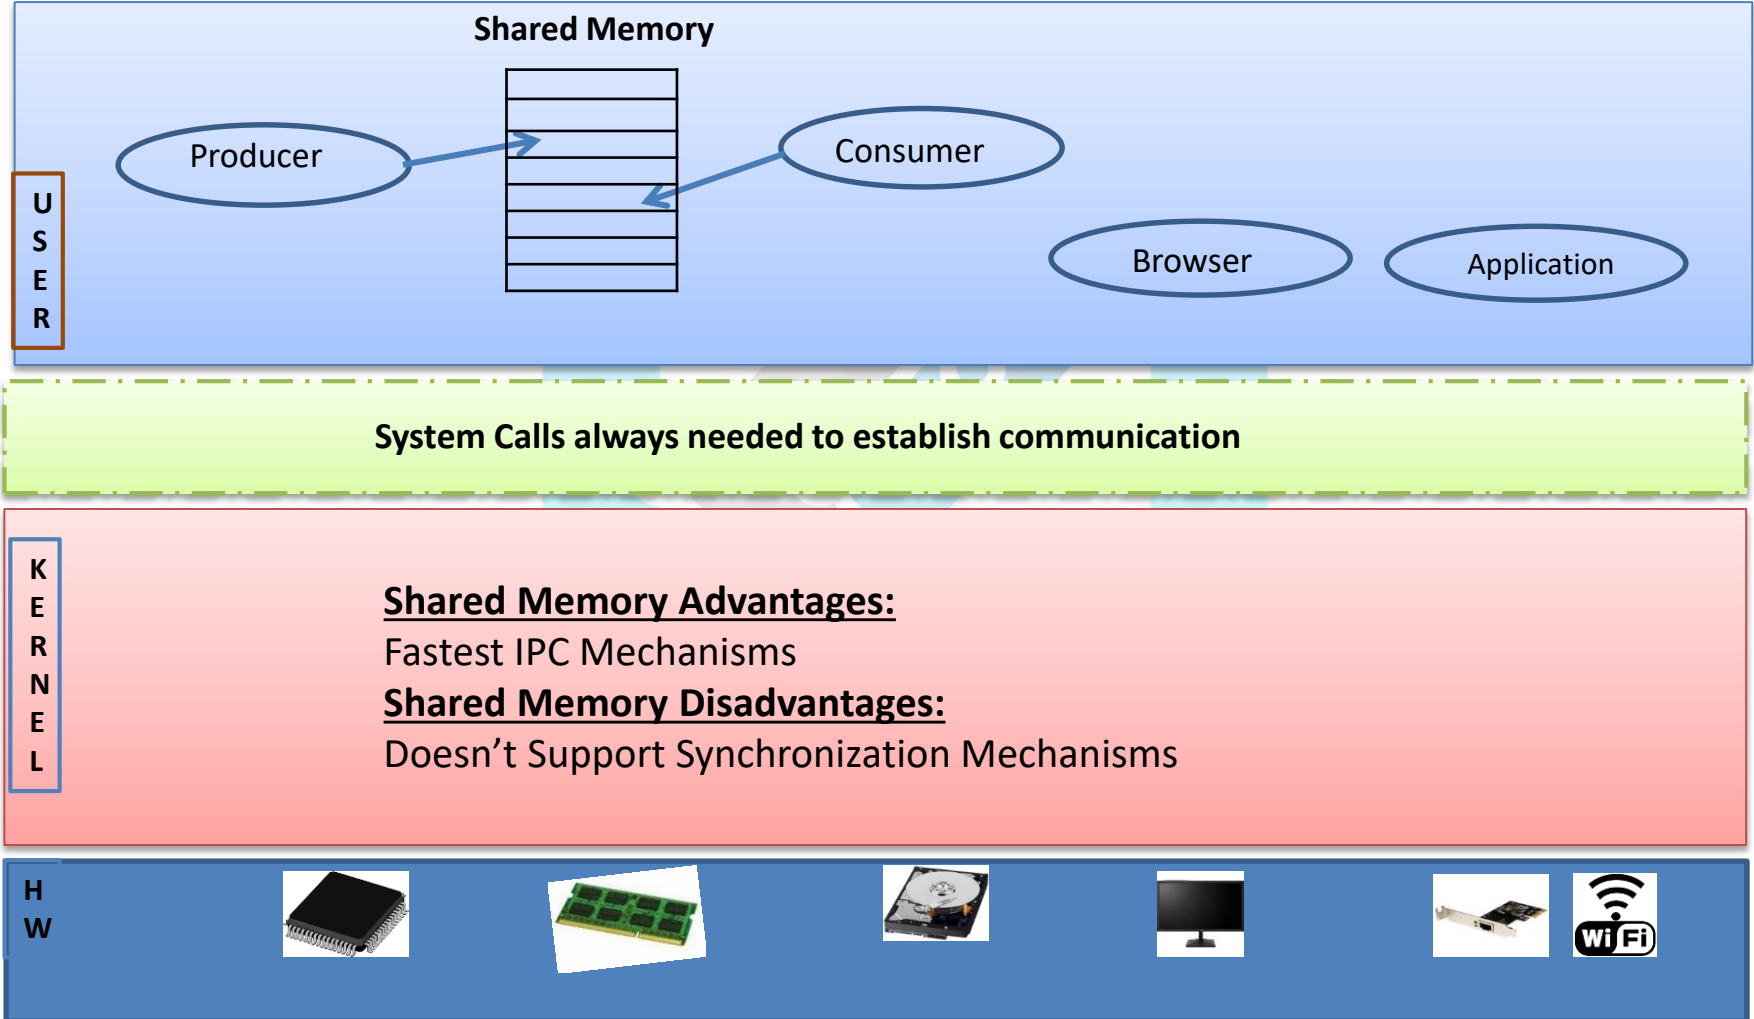 Shared Memory
Producer
Consumer
Browser
Application
U
S
E
R
System Calls always needed to establish communication
K
E
R
N
E
L
Shared Memory Advantages:
Fastest IPC Mechanisms
Shared Memory Disadvantages:
Doesn’t Support Synchronization Mechanisms
H
W
Wi Fi